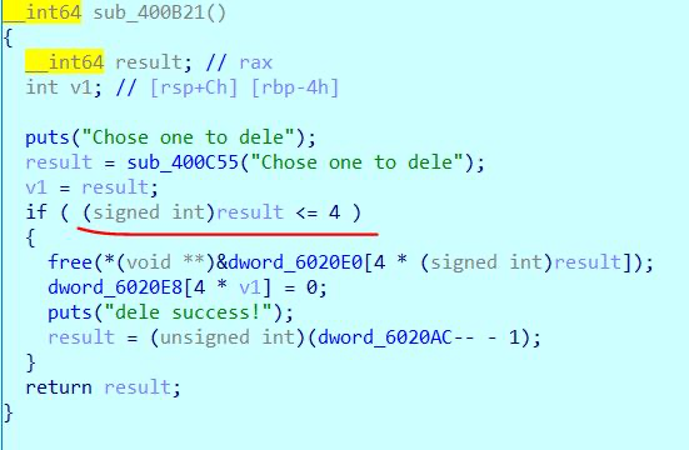 __int64 sub_400B21()
{
__int64 result; // rax
int v1; // [rsp+Ch] [rbp-4h]
puts("Chose one to dele");
result = sub_400C55("Chose one to dele");
v1 = result;
if ( (signed int)result <= 4 )
{
free(*(void **)&dword_6020E0[4 * (signed int)result]);
dword_6020E8[4 * v1] = 0;
puts("dele success!");
result = (unsigned int)(dword_6020AC-- - 1);
}
return result;
}